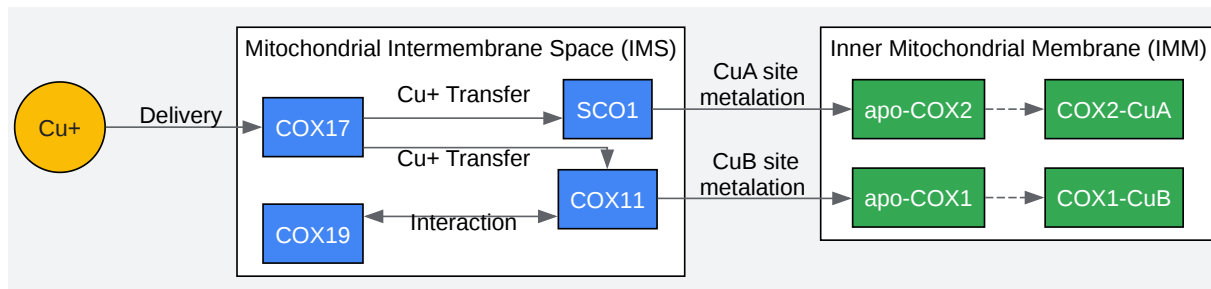 Mitochondrial Intermembrane Space (IMS)
Inner Mitochondrial Membrane (IMM)
Cu+
Delivery
COX17
Cu+ Transfer
SCO1
CuA site
metalation
apo-COX2
COX2-CuA
Cu+ Transfer
COX11
CuB site
metalation
apo-COX1
COX1-CuB
COX19
Interaction